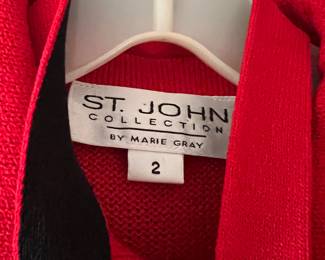 ST. JOHN
COLLECTION
BY MARIE GRAY
2